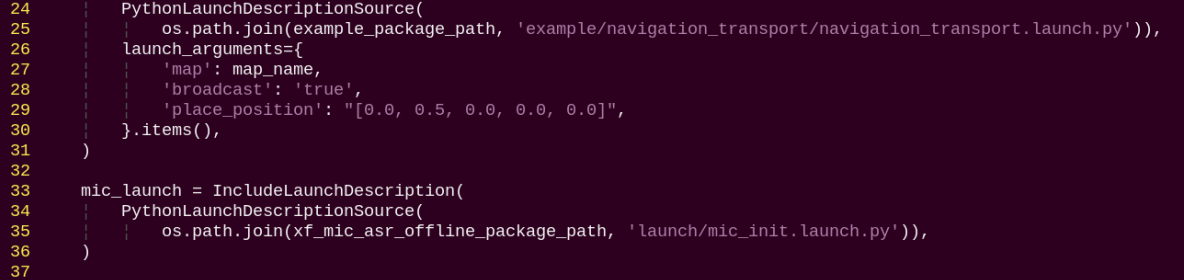 24 PythonLaunchDescriptionSource(
25 os.path.join(example_package_path, 'example/navigation_transport/navigation_transport.launch.py')),
26 launch_arguments={
27 'map': map_name,
28 'broadcast': 'true',
29 'place_position': "[0.0, 0.5, 0.0, 0.0, 0.0]",
30 }.items(),
31 )
32
33 mic_launch = IncludeLaunchDescription(
34 PythonLaunchDescriptionSource(
35 os.path.join(xf_mic_asr_offline_package_path, 'launch/mic_init.launch.py')),
36 )
37